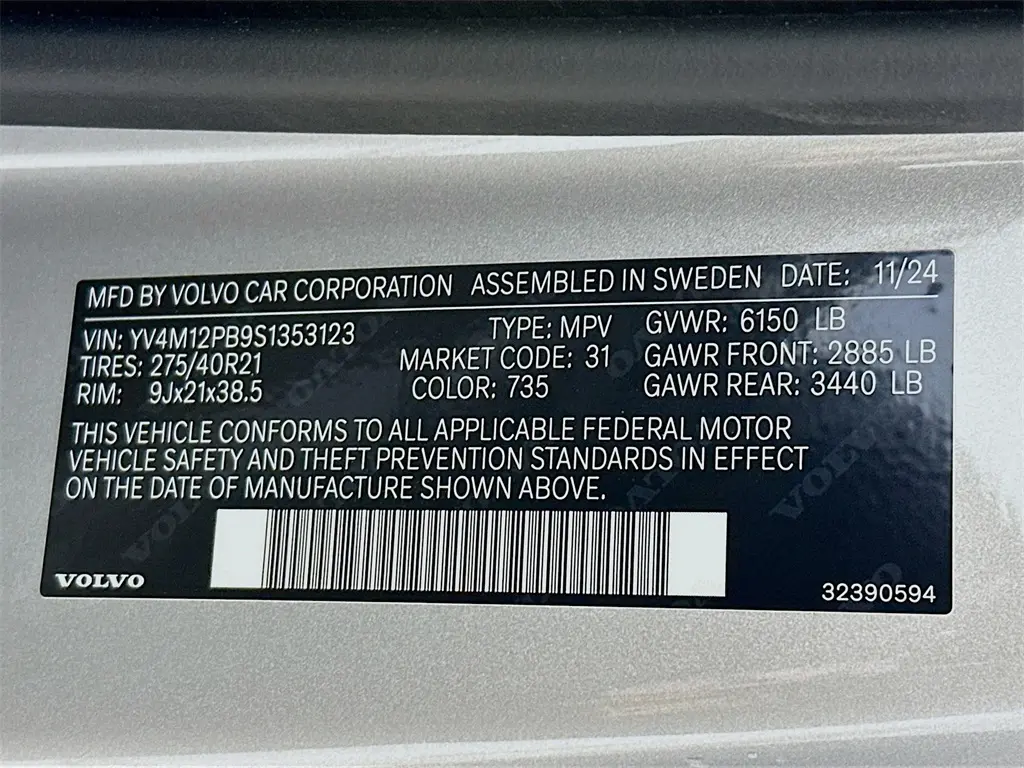 MFD BY VOLVO CAR CORPORATION ASSEMBLED IN SWEDEN DATE: 11/24
VIN: YV4M12PB9S1353123 TYPE: MPV GVWR: 6150 LB
TIRES: 275/40R21 MARKET CODE: 31 GAWR FRONT: 2885 LB
RIM: 9Jx21x38.5 COLOR: 735 GAWR REAR: 3440 LB
THIS VEHICLE CONFORMS TO ALL APPLICABLE FEDERAL MOTOR
VEHICLE SAFETY AND THEFT PREVENTION STANDARDS IN EFFECT
ON THE DATE OF MANUFACTURE SHOWN ABOVE.
VOLVO 32390594